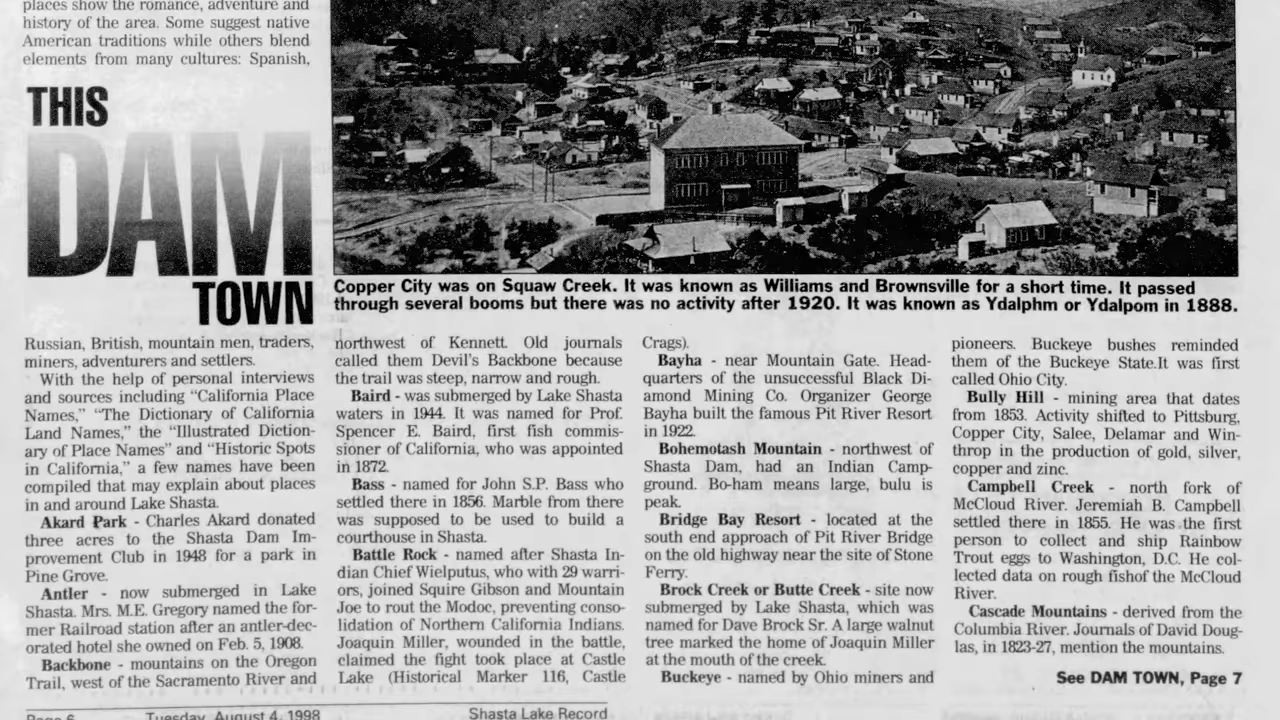 places show the romance, adventure and
history of the area. Some suggest native
American traditions while others blend
elements from many cultures: Spanish,
THIS
DAM
TOWN
Copper City was on Squaw Creek. It was known as Williams and Brownsville for a short time. It passed
through several booms but there was no activity after 1920. It was known as Ydalphm or Ydalpom in 1888.
Russian, British, mountain men, traders,
miners, adventurers and settlers.
With the help of personal interviews
and sources including "California Place
Names," "The Dictionary of California
Land Names," the "Illustrated Diction-
ary of Place Names" and "Historic Spots
in California," a few names have been
compiled that may explain about places
in and around Lake Shasta.
Akard Park - Charles Akard donated
three acres to the Shasta Dam Im-
provement Club in 1948 for a park in
Pine Grove.
Antler - now submerged in Lake
Shasta. Mrs. M.E. Gregory named the for-
mer Railroad station after an antler-dec-
orated hotel she owned on Feb. 5, 1908.
Backbone - mountains on the Oregon
Trail, west of the Sacramento River and
northwest of Kennett. Old journals
called them Devil's Backbone because
the trail was steep, narrow and rough.
Baird - was submerged by Lake Shasta
waters in 1944. It was named for Prof.
Spencer E. Baird, first fish commis-
sioner of California, who was appointed
in 1872.
Bass - named for John S.P. Bass who
settled there in 1856. Marble from there
was supposed to be used to build a
courthouse in Shasta.
Battle Rock - named after Shasta In-
dian Chief Wielputus, who with 29 warri-
ors, joined Squire Gibson and Mountain
Joe to rout the Modoc, preventing conso-
lidation of Northern California Indians.
Joaquin Miller, wounded in the battle,
claimed the fight took place at Castle
Lake (Historical Marker 116, Castle
Crags).
Bayha - near Mountain Gate. Head-
quarters of the unsuccessful Black Di-
amond Mining Co. Organizer George
Bayha built the famous Pit River Resort
in 1922.
Bohemotash Mountain - northwest of
Shasta Dam, had an Indian Camp-
ground. Bo-ham means large, bulu is
peak.
Bridge Bay Resort - located at the
south end approach of Pit River Bridge
on the old highway near the site of Stone
Ferry.
Brock Creek or Butte Creek - site now
submerged by Lake Shasta, which was
named for Dave Brock Sr. A large walnut
tree marked the home of Joaquin Miller
at the mouth of the creek.
Buckeye - named by Ohio miners and
pioneers. Buckeye bushes reminded
them of the Buckeye State.It was first
called Ohio City.
Bully Hill - mining area that dates
from 1853. Activity shifted to Pittsburg,
Copper City, Salee, Delamar and Win-
throp in the production of gold, silver,
copper and zinc.
Campbell Creek - north fork of
McCloud River. Jeremiah B. Campbell
settled there in 1855. He was the first
person to collect and ship Rainbow
Trout eggs to Washington, D.C. He col-
lected data on rough fishof the McCloud
River.
Cascade Mountains - derived from the
Columbia River. Journals of David Doug-
las, in 1823-27, mention the mountains.
See DAM TOWN, Page 7
Page 6 Tuesday, August 4, 1998 Shasta Lake Record